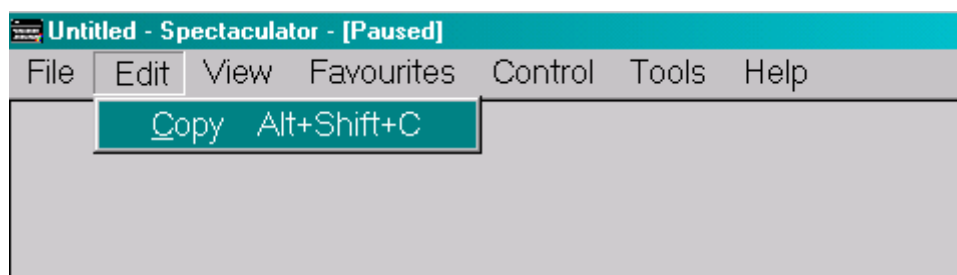 Untitled - Spectaculator - [Paused]
File Edit View Favourites Control Tools Help
Copy Alt+Shift+C